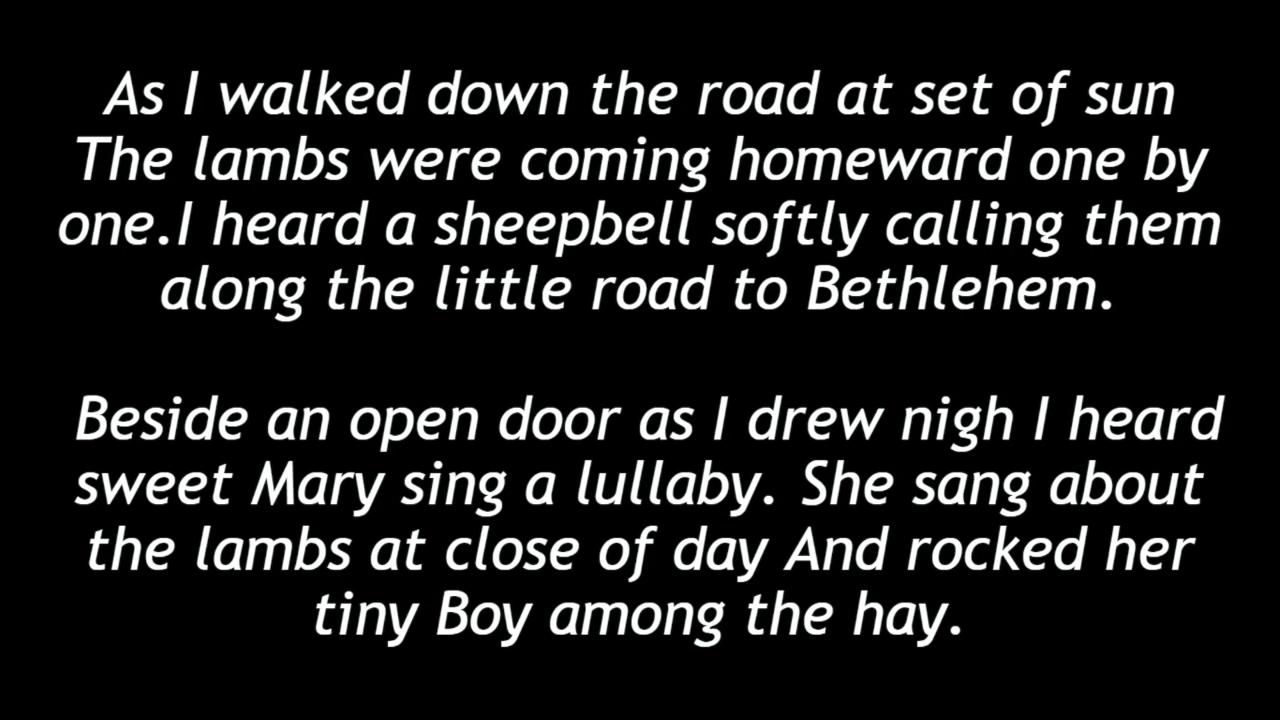 As I walked down the road at set of sun
The lambs were coming homeward one by
one.I heard a sheepbell softly calling them
along the little road to Bethlehem.
Beside an open door as I drew nigh I heard
sweet Mary sing a lullaby. She sang about
the lambs at close of day And rocked her
tiny Boy among the hay.